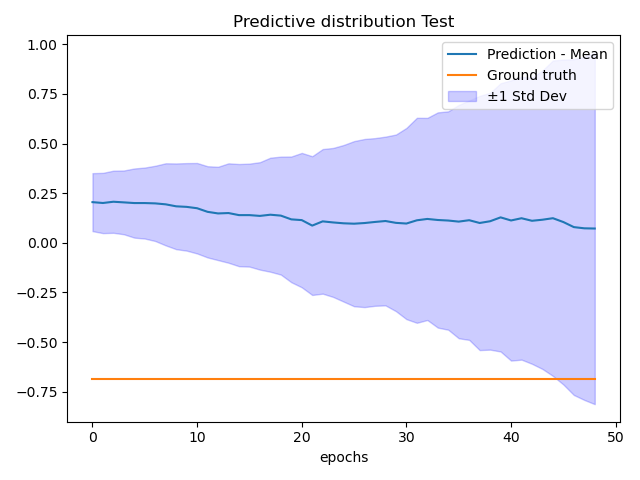 Predictive distribution Test
1.00
0.75
0.50
0.25
0.00
−0.25
−0.50
−0.75
Prediction - Mean
Ground truth
±1 Std Dev
0 10 20 30 40 50
epochs